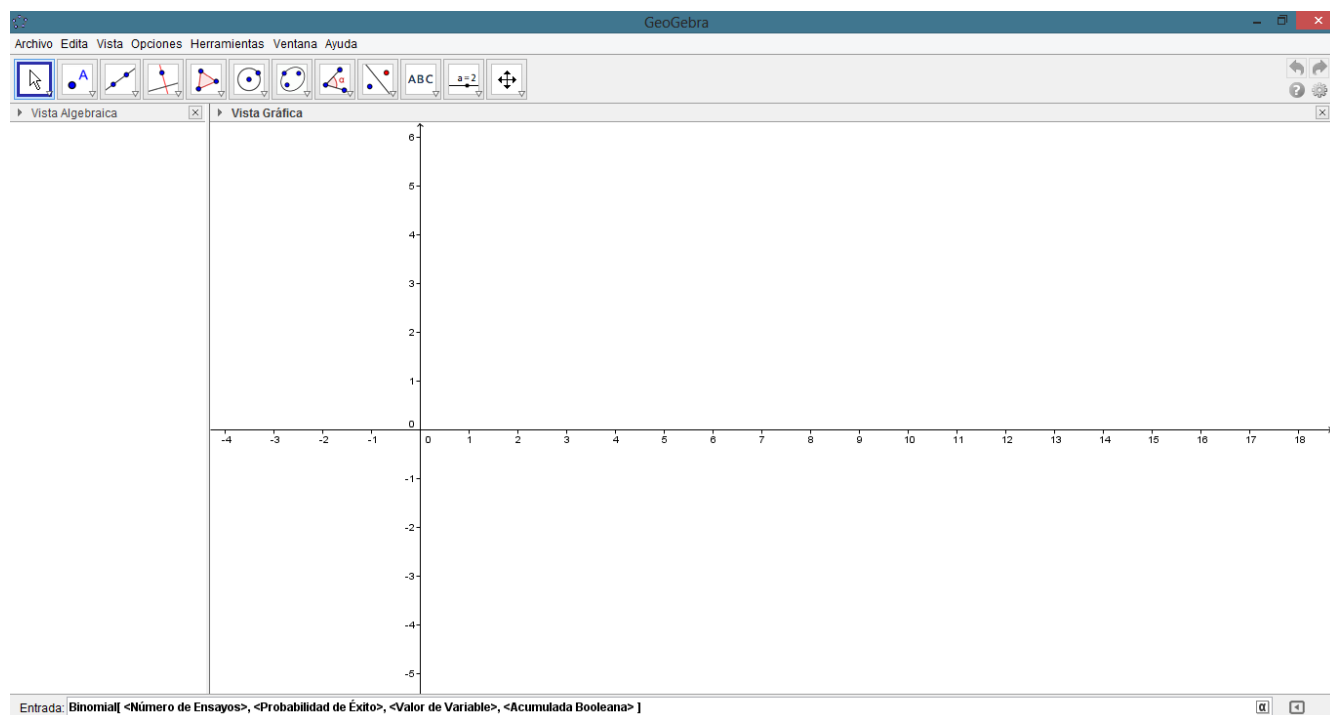 GeoGebra
Archivo Edita Vista Opciones Herramientas Ventana Ayuda
A α ABC a=2
Vista Algebraica Vista Gráfica
6
5
4
3
2
1
0
-4 -3 -2 -1 0 1 2 3 4 5 6 7 8 9 10 11 12 13 14 15 16 17 18
-1
-2
-3
-4
-5
Entrada: Binomial[ <Número de Ensayos>, <Probabilidad de Éxito>, <Valor de Variable>, <Acumulada Booleana> ] α